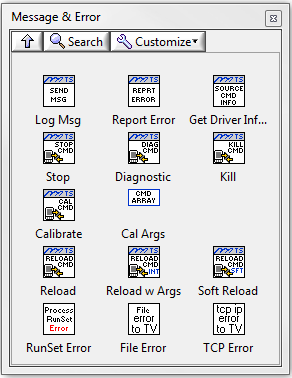 Message & Error
Search Customize
TS TS TS
SEND MSG
REPRT ERROR
SOURCE CMD INFO
Log Msg Report Error Get Driver Inf...
TS TS TS
STOP CMD
DIAG CMD
KILL CMD
Stop Diagnostic Kill
TS
CAL CMD
CMD ARRAY
Calibrate Cal Args
TS TS TS
RELOAD CMD
RELOAD CMD INT
RELOAD CMD SFT
Reload Reload w Args Soft Reload
Process RunSet Error
File error to TV
tcp ip error to TV
RunSet Error File Error TCP Error